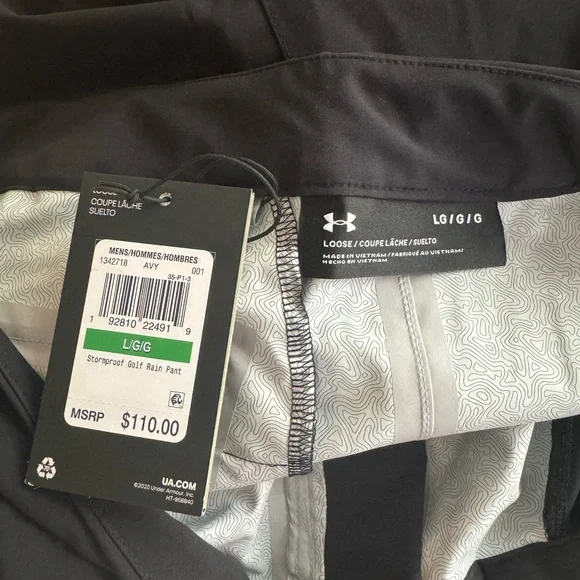 LOOSE
COUPE LÂCHE
SUELTO
MENS/HOMMES/HOMBRES
1342718 AVY 001
35-P1-3
1 92810 22491 9
L/G/G
Stormproof Golf Rain Pant
MSRP $110.00
UA.COM
©2020 Under Armour, Inc.
HT-906840
LG/G/G
LOOSE/COUPE LÂCHE/SUELTO
MADE IN VIETNAM/FABRIQUÉ AU VIETNAM/
HECHO EN VIETNAM